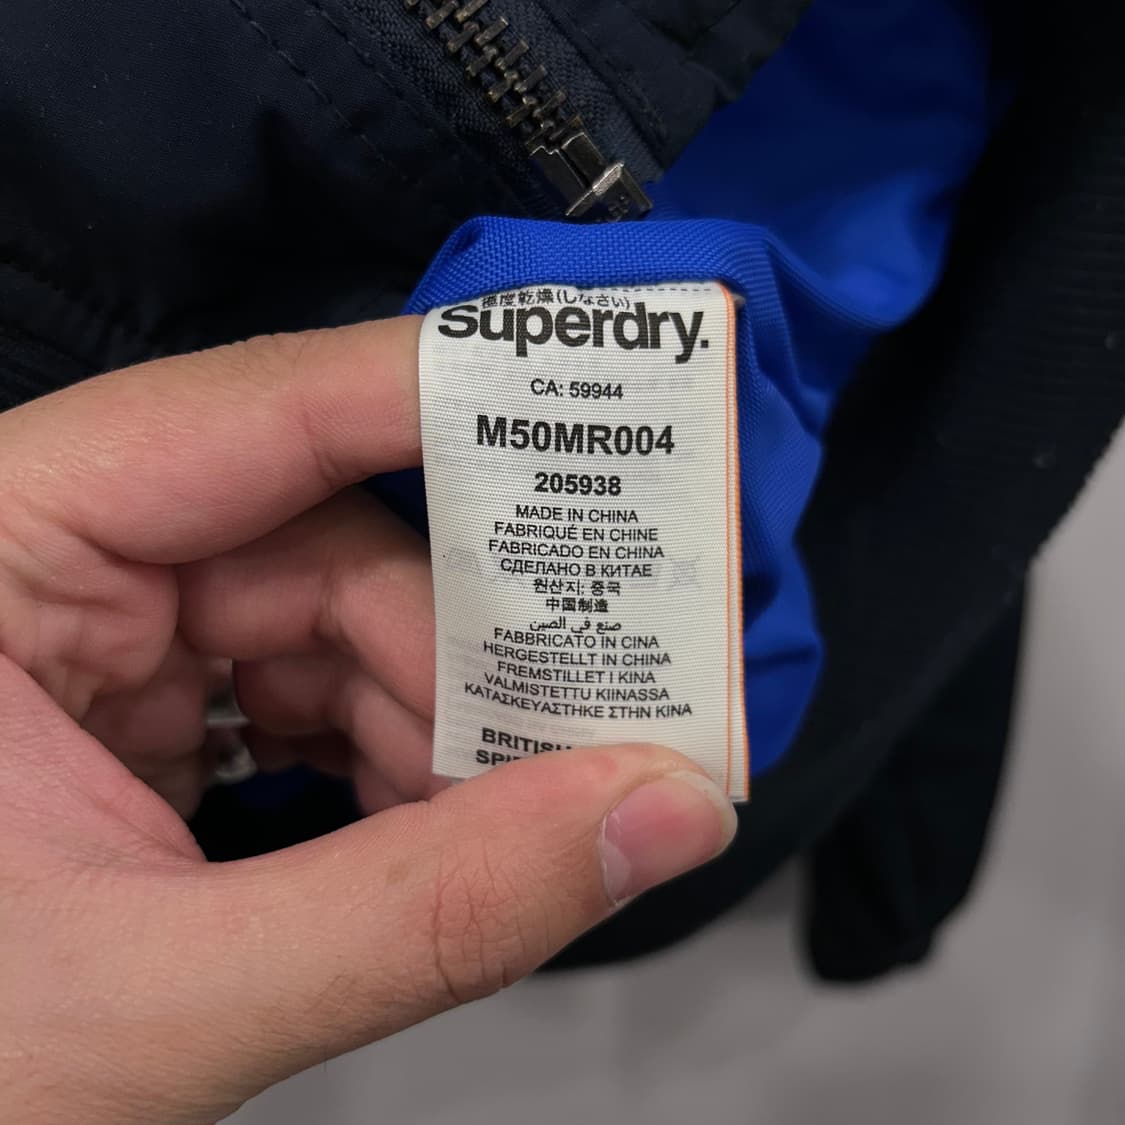 極度乾燥(しなさい)
Superdry.
CA: 59944
M50MR004
205938
MADE IN CHINA
FABRIQUÉ EN CHINE
FABRICADO EN CHINA
СДЕЛАНО В КИТАЕ
원산지: 중국
中国制造
صنع في الصين
FABBRICATO IN CINA
HERGESTELLT IN CHINA
FREMSTILLET I KINA
VALMISTETTU KIINASSA
ΚΑΤΑΣΚΕΥΑΣΤΗΚΕ ΣΤΗΝ ΚΙΝΑ
BRITISH